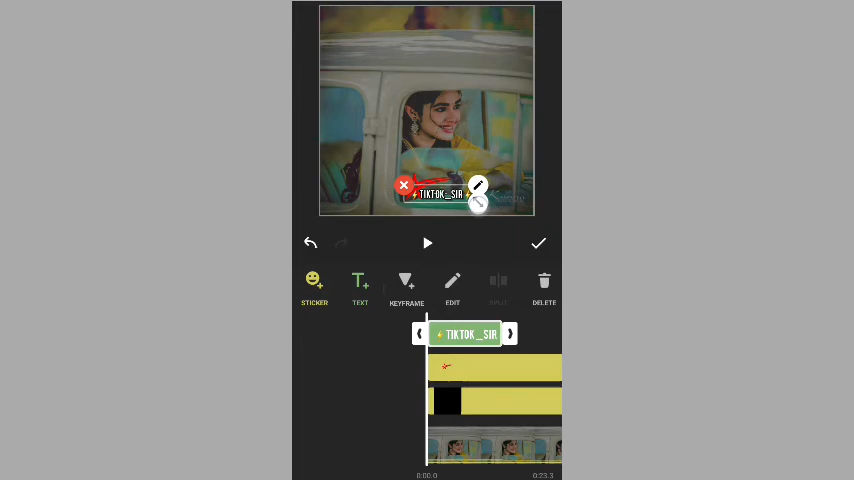 ⚡TIKTOK_SIR⚡
STICKER
TEXT
KEYFRAME
EDIT
SPLIT
DELETE
⚡TIKTOK_SIR
0:00.0
0:23.3